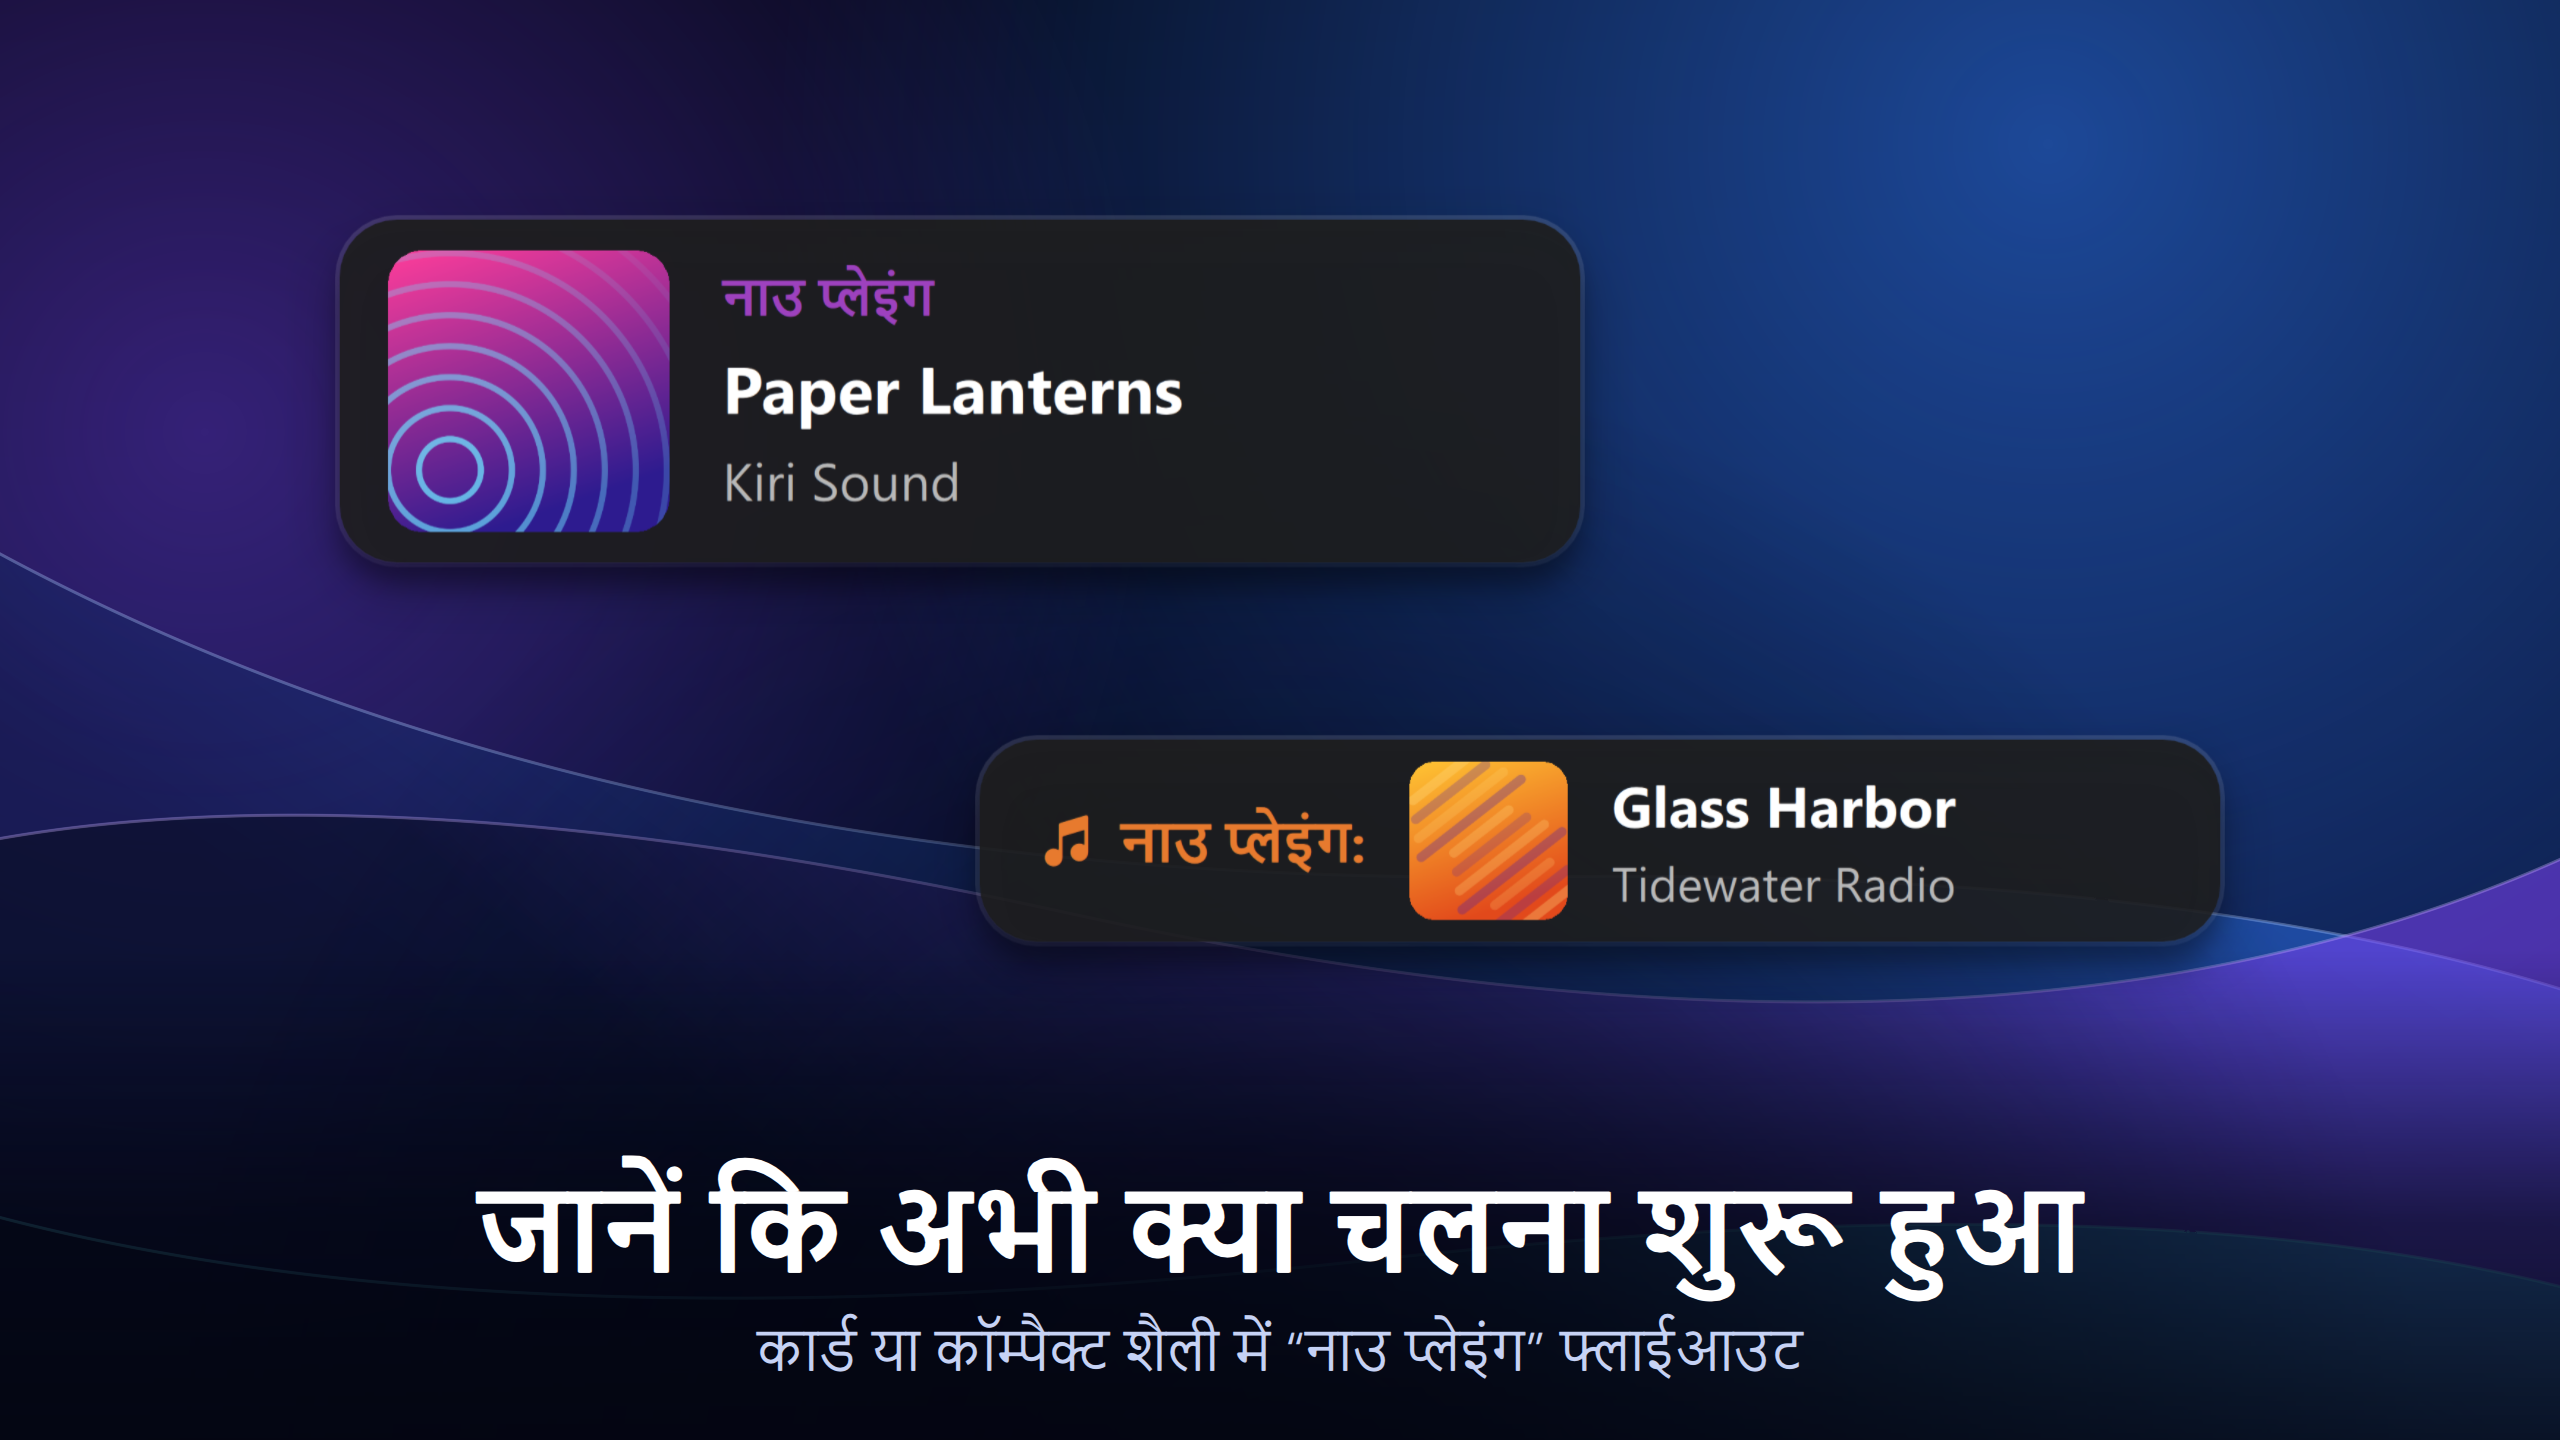 नाउ प्लेइंग
Paper Lanterns
Kiri Sound
नाउ प्लेइंग:
Glass Harbor
Tidewater Radio
जानें कि अभी क्या चलना शुरू हुआ
कार्ड या कॉम्पैक्ट शैली में “नाउ प्लेइंग” फ्लाईआउट